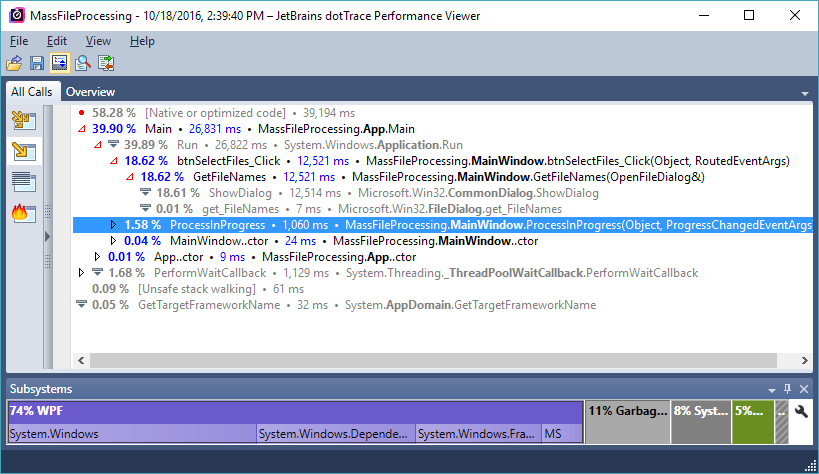 MassFileProcessing - 10/18/2016, 2:39:40 PM – JetBrains dotTrace Performance Viewer
File Edit View Help
All Calls Overview
58.28 % [Native or optimized code] • 39,194 ms
39.90 % Main • 26,831 ms • MassFileProcessing.App.Main
39.89 % Run • 26,822 ms • System.Windows.Application.Run
18.62 % btnSelectFiles_Click • 12,521 ms • MassFileProcessing.MainWindow.btnSelectFiles_Click(Object, RoutedEventArgs)
18.62 % GetFileNames • 12,521 ms • MassFileProcessing.MainWindow.GetFileNames(OpenFileDialog&)
18.61 % ShowDialog • 12,514 ms • Microsoft.Win32.CommonDialog.ShowDialog
0.01 % get_FileNames • 7 ms • Microsoft.Win32.FileDialog.get_FileNames
1.58 % ProcessInProgress • 1,060 ms • MassFileProcessing.MainWindow.ProcessInProgress(Object, ProgressChangedEventArgs
0.04 % MainWindow..ctor • 24 ms • MassFileProcessing.MainWindow..ctor
0.01 % App..ctor • 9 ms • MassFileProcessing.App..ctor
1.68 % PerformWaitCallback • 1,129 ms • System.Threading._ThreadPoolWaitCallback.PerformWaitCallback
0.09 % [Unsafe stack walking] • 61 ms
0.05 % GetTargetFrameworkName • 32 ms • System.AppDomain.GetTargetFrameworkName
Subsystems
74% WPF 11% Garbag... 8% Syst... 5%... ..
System.Windows System.Windows.Depende... System.Windows.Fra... MS